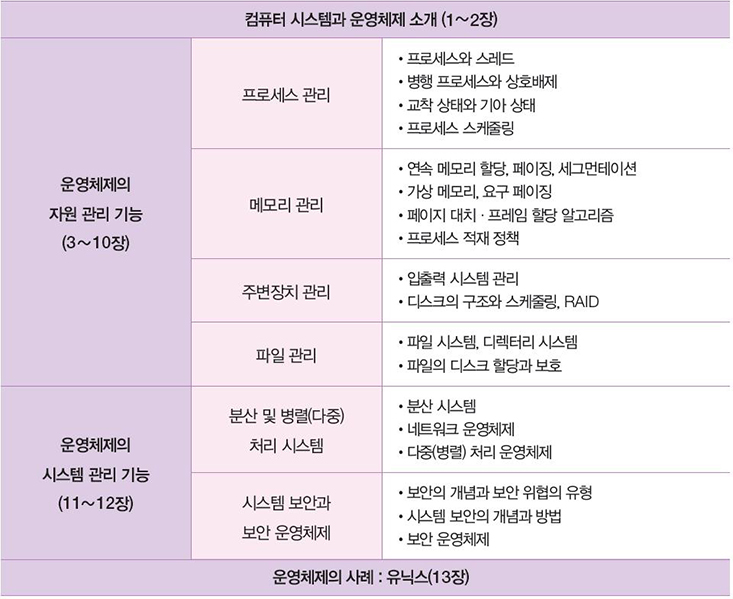 컴퓨터 시스템과 운영체제 소개 (1～2장)
운영체제의
자원 관리 기능
(3～10장)
프로세스 관리
• 프로세스와 스레드
• 병행 프로세스와 상호배제
• 교착 상태와 기아 상태
• 프로세스 스케줄링
메모리 관리
• 연속 메모리 할당, 페이징, 세그먼테이션
• 가상 메모리, 요구 페이징
• 페이지 대치 · 프레임 할당 알고리즘
• 프로세스 적재 정책
주변장치 관리
• 입출력 시스템 관리
• 디스크의 구조와 스케줄링, RAID
파일 관리
• 파일 시스템, 디렉터리 시스템
• 파일의 디스크 할당과 보호
운영체제의
시스템 관리 기능
(11～12장)
분산 및 병렬(다중)
처리 시스템
• 분산 시스템
• 네트워크 운영체제
• 다중(병렬) 처리 운영체제
시스템 보안과
보안 운영체제
• 보안의 개념과 보안 위협의 유형
• 시스템 보안의 개념과 방법
• 보안 운영체제
운영체제의 사례 : 유닉스(13장)